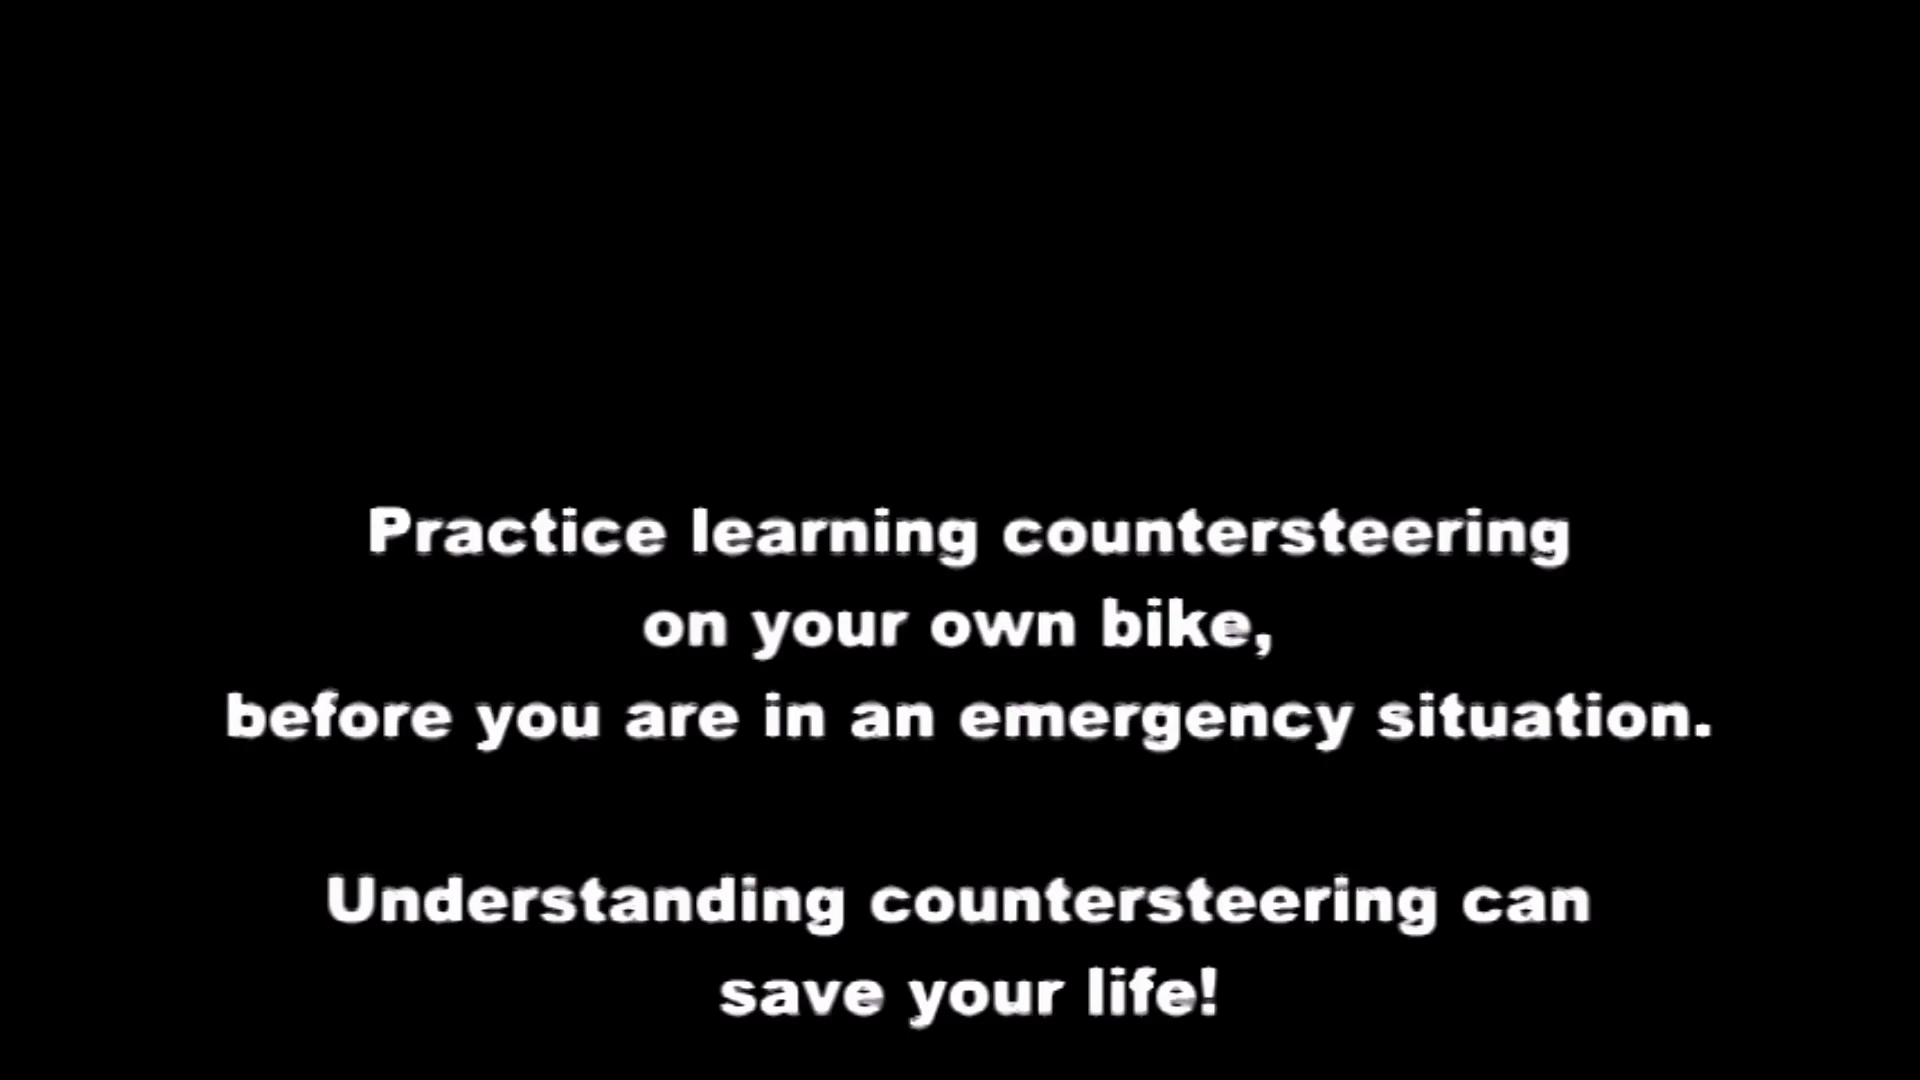 Practice learning countersteering
on your own bike,
before you are in an emergency situation.
Understanding countersteering can
save your life!